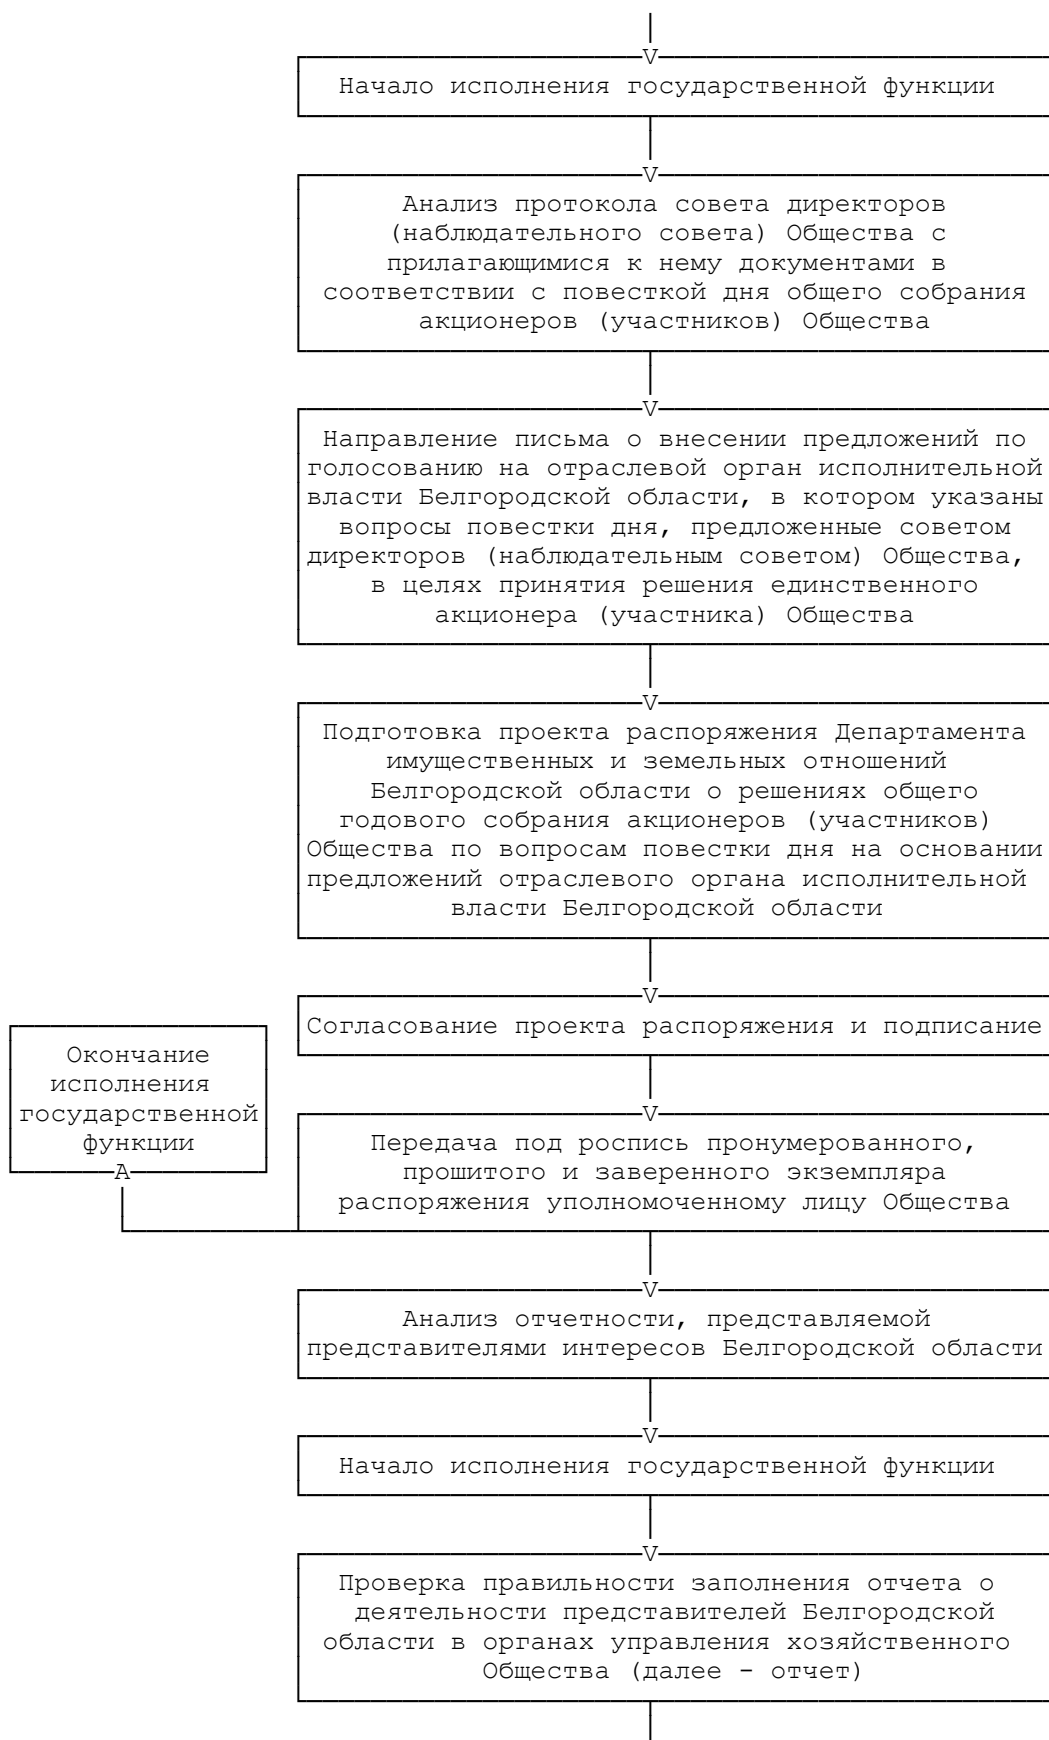 Начало исполнения государственной функции
Анализ протокола совета директоров
(наблюдательного совета) Общества с
прилагающимися к нему документами в
соответствии с повесткой дня общего собрания
акционеров (участников) Общества
Направление письма о внесении предложений по
голосованию на отраслевой орган исполнительной
власти Белгородской области, в котором указаны
вопросы повестки дня, предложенные советом
директоров (наблюдательным советом) Общества,
в целях принятия решения единственного
акционера (участника) Общества
Подготовка проекта распоряжения Департамента
имущественных и земельных отношений
Белгородской области о решениях общего
годового собрания акционеров (участников)
Общества по вопросам повестки дня на основании
предложений отраслевого органа исполнительной
власти Белгородской области
Согласование проекта распоряжения и подписание
Окончание
исполнения
государственной
функции
Передача под роспись пронумерованного,
прошитого и заверенного экземпляра
распоряжения уполномоченному лицу Общества
Анализ отчетности, представляемой
представителями интересов Белгородской области
Начало исполнения государственной функции
Проверка правильности заполнения отчета о
деятельности представителей Белгородской
области в органах управления хозяйственного
Общества (далее - отчет)